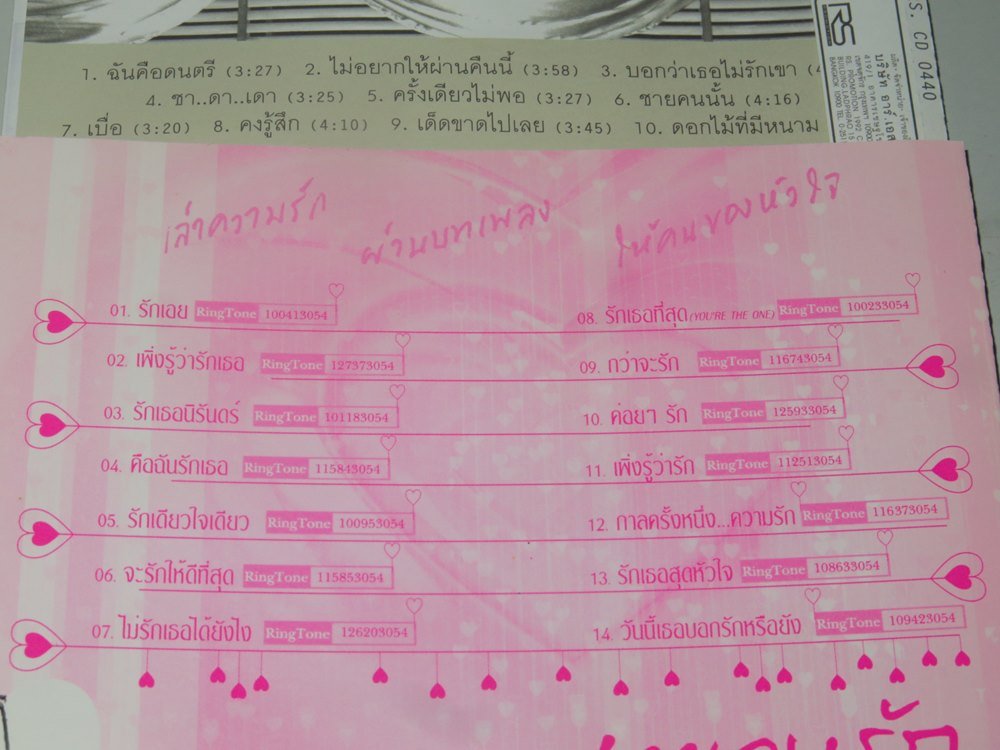 1. ฉันคือดนตรี (3:27) 2. ไม่อยากให้ผ่านคืนนี้ (3:58) 3. บอกว่าเธอไม่รักเขา
4. ซา..ดา..เดา (3:25) 5. ครั้งเดียวไม่พอ (3:27) 6. ชายคนนั้น (4:16)
7. เบื่อ (3:20) 8. คงรู้สึก (4:10) 9. เด็ดขาดไปเลย (3:45) 10. ดอกไม้ที่มีหนาม
RS
S. CD 0440
เล่าความรัก ผ่านบทเพลง ให้คนของหัวใจ
01. รักเอย RingTone 100413054
02. เพิ่งรู้ว่ารักเธอ RingTone 127373054
03. รักเธอนิรันดร์ RingTone 101183054
04. คือฉันรักเธอ RingTone 115843054
05. รักเดียวใจเดียว RingTone 100953054
06. จะรักให้ดีที่สุด RingTone 115853054
07. ไม่รักเธอได้ยังไง RingTone 126203054
08. รักเธอที่สุด (YOU'RE THE ONE) RingTone 100233054
09. กว่าจะรัก RingTone 116743054
10. ค่อยๆ รัก RingTone 125933054
11. เพิ่งรู้ว่ารัก RingTone 112513054
12. กาลครั้งหนึ่ง...ความรัก RingTone 116373054
13. รักเธอสุดหัวใจ RingTone 108633054
14. วันนี้เธอบอกรักหรือยัง RingTone 109423054